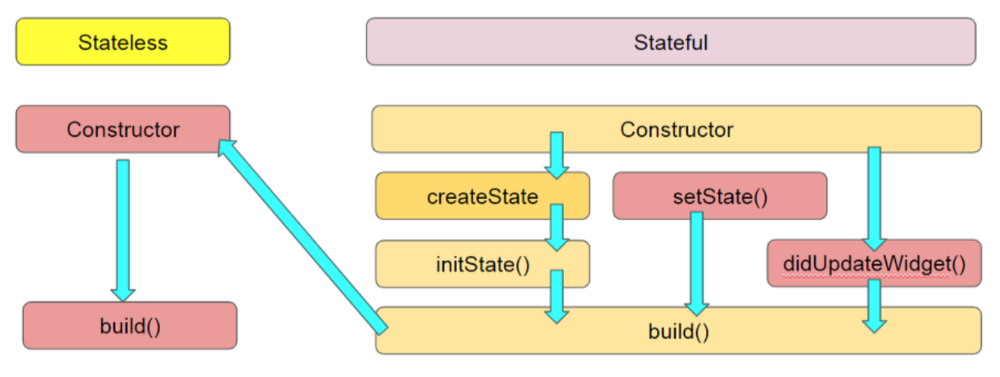 Stateless
Stateful
Constructor
Constructor
createState
setState()
initState()
didUpdateWidget()
build()
build()